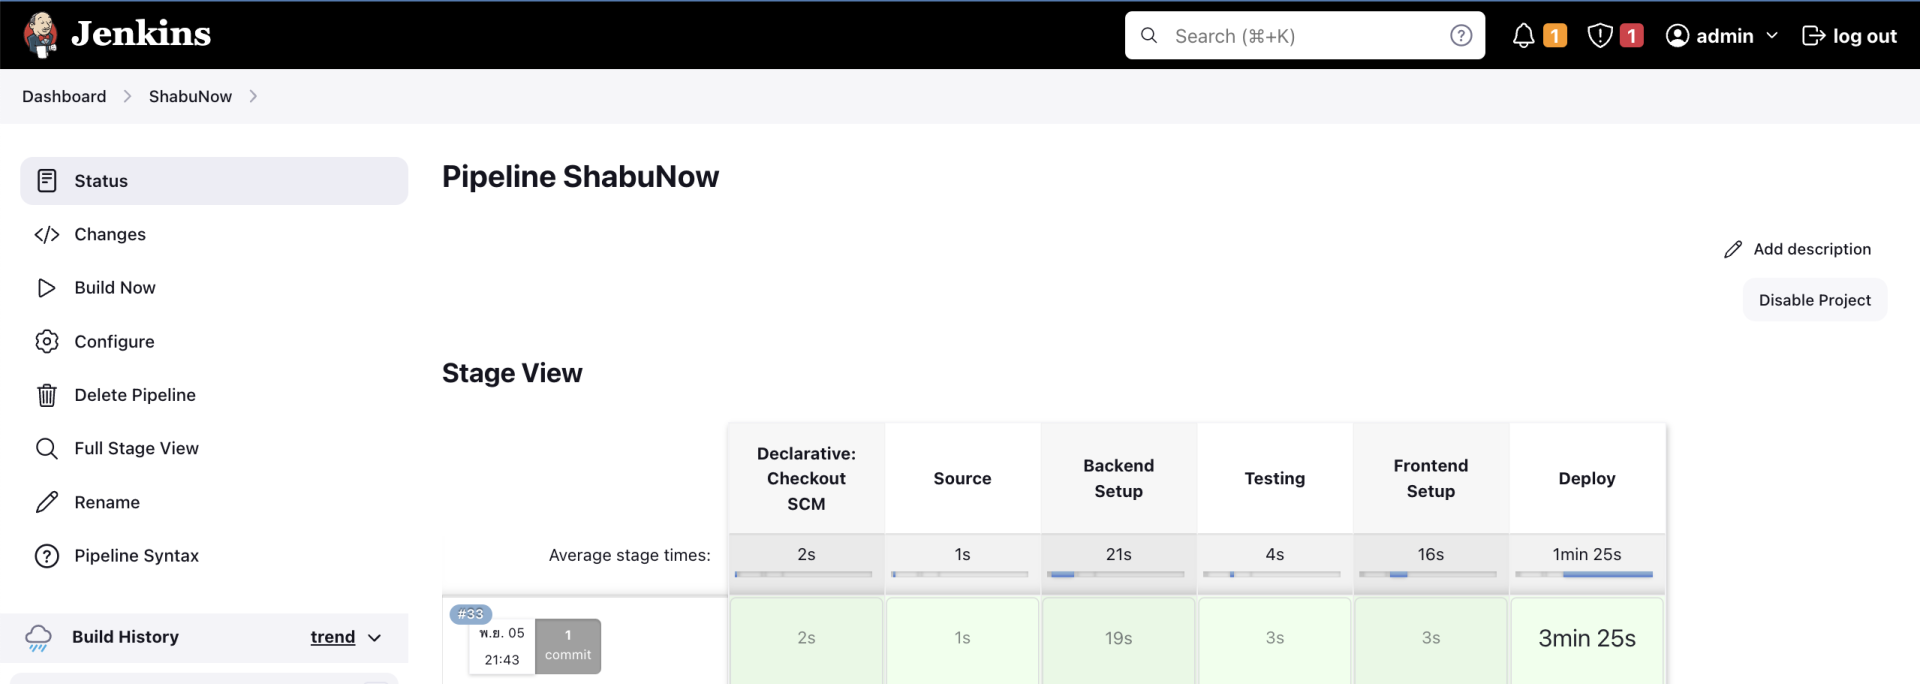 Jenkins
Search (⌘+K)
1
1
admin
log out
Dashboard
ShabuNow
Status
Changes
Build Now
Configure
Delete Pipeline
Full Stage View
Rename
Pipeline Syntax
Build History
trend
Pipeline ShabuNow
Add description
Disable Project
Stage View
Declarative:
Checkout
SCM
Source
Backend
Setup
Testing
Frontend
Setup
Deploy
Average stage times:
2s
1s
21s
4s
16s
1min 25s
#33
พ.ย. 05
21:43
1
commit
2s
1s
19s
3s
3s
3min 25s